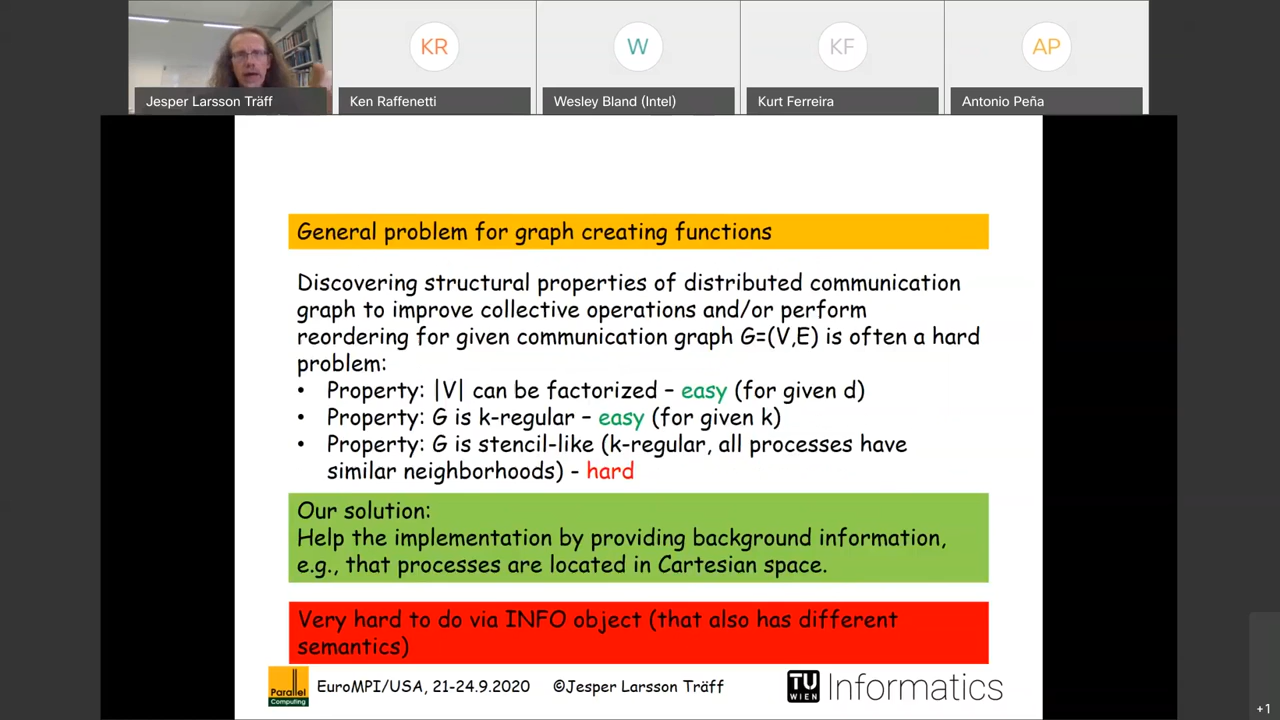 KR
W
KF
AP
Jesper Larsson Träff
Ken Raffenetti
Wesley Bland (Intel)
Kurt Ferreira
Antonio Peña
General problem for graph creating functions
Discovering structural properties of distributed communication
graph to improve collective operations and/or perform
reordering for given communication graph G=(V,E) is often a hard
problem:
• Property: |V| can be factorized – easy (for given d)
• Property: G is k-regular – easy (for given k)
• Property: G is stencil-like (k-regular, all processes have
similar neighborhoods) - hard
Our solution:
Help the implementation by providing background information,
e.g., that processes are located in Cartesian space.
Very hard to do via INFO object (that also has different
semantics)
Parallel
Computing
EuroMPI/USA, 21-24.9.2020 ©Jesper Larsson Träff
TU
WIEN
Informatics
+1